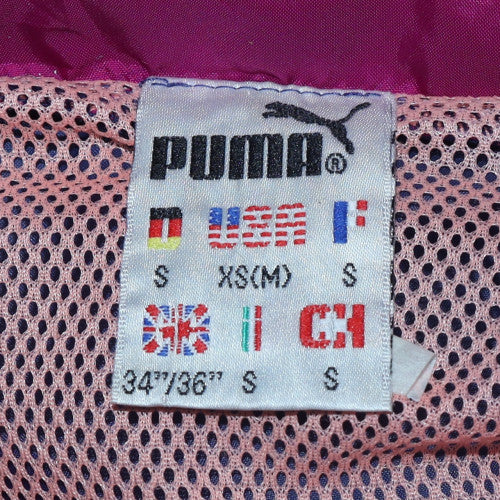 PUMA®
D USA F
S XS(M) S
GB I CH
34"/36" S S